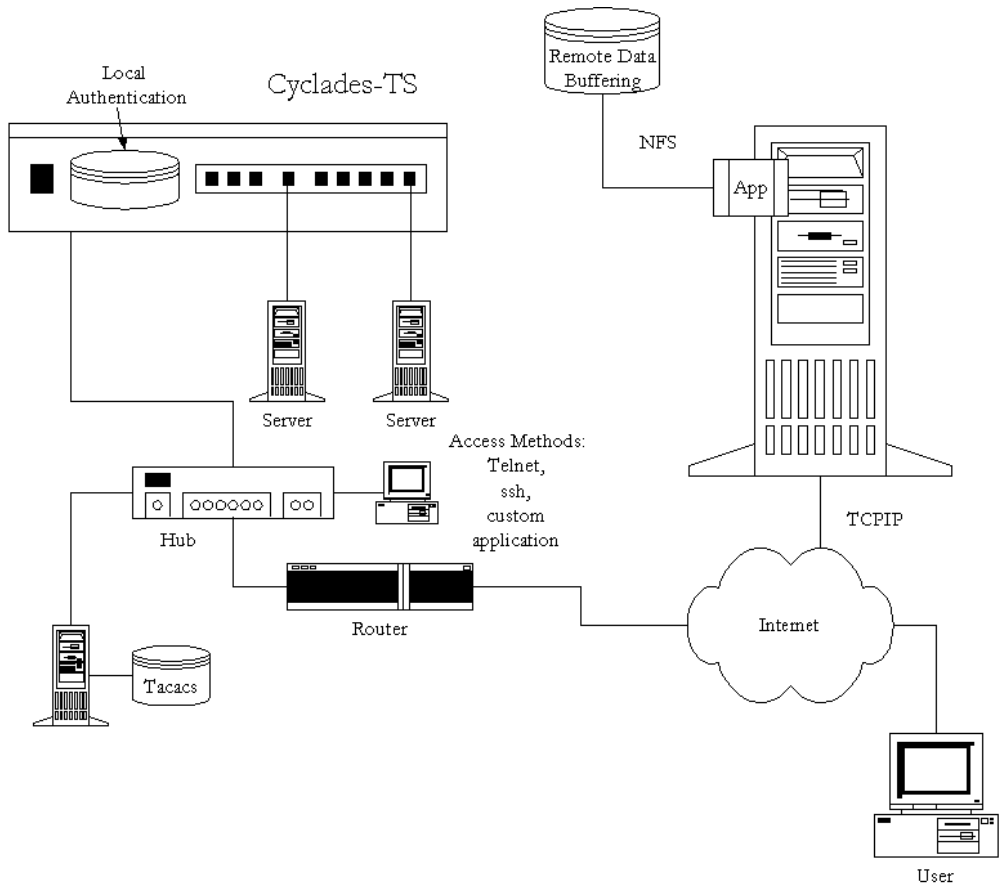 Local
Authentication
Cyclades-TS
Remote Data
Buffering
NFS
App
Server
Server
Access Methods:
Telnet,
ssh,
custom
application
Hub
TCPIP
Router
Internet
Tacacs
User